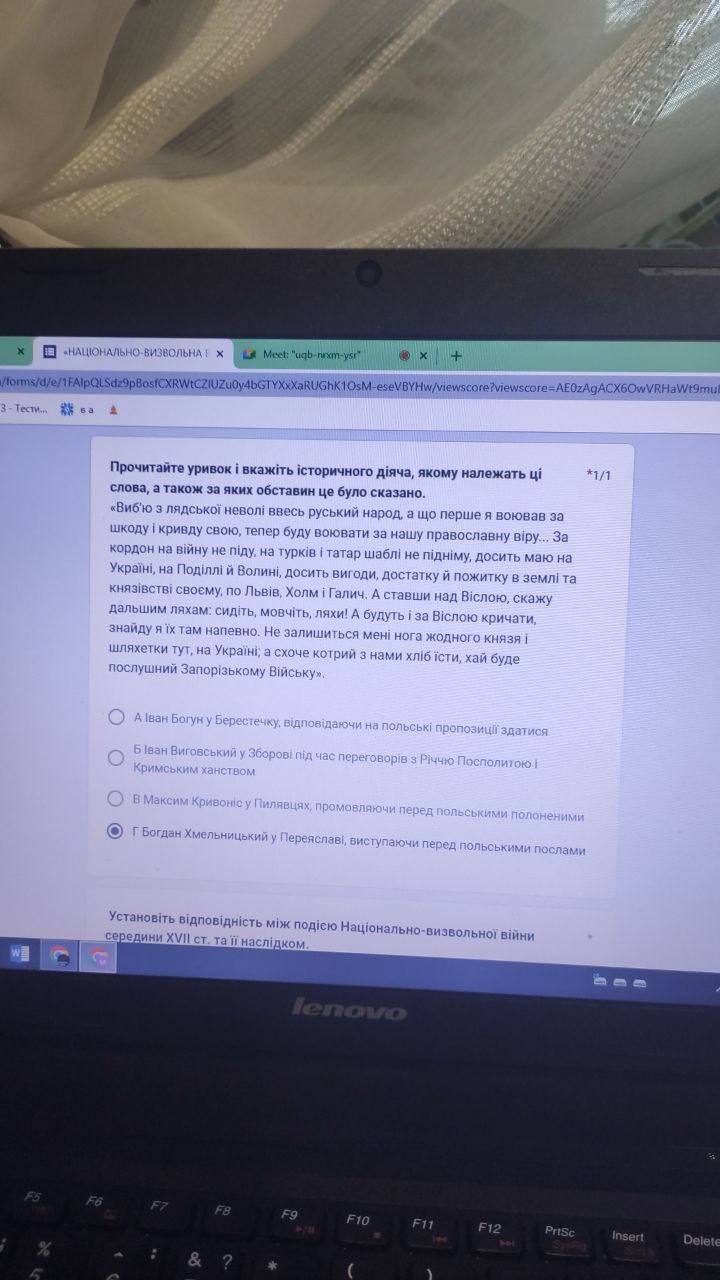 «НАЦІОНАЛЬНО-ВИЗВОЛЬНА
Meet: "uqb-nrxm-ysr"
3 - Тести...
в а
Прочитайте уривок і вкажіть історичного діяча, якому належать ці
*1/1
слова, а також за яких обставин це було сказано.
«Виб'ю з лядської неволі ввесь руський народ, а що перше я воював за
шкоду і кривду свою, тепер буду воювати за нашу православну віру... За
кордон на війну не піду, на турків і татар шаблі не підніму, досить маю на
Україні, на Поділлі й Волині, досить вигоди, достатку й пожитку в землі та
князівстві своєму, по Львів, Холм і Галич. А ставши над Віслою, скажу
дальшим ляхам: сидіть, мовчіть, ляхи! А будуть і за Віслою кричати,
знайду я їх там напевно. Не залишиться мені нога жодного князя і
шляхетки тут, на Україні; а схоче котрий з нами хліб їсти, хай буде
послушний Запорізькому Війську».
А Іван Богун у Берестечку, відповідаючи на польські пропозиції здатися
Б Іван Виговський у Зборові під час переговорів з Річчю Посполитою і
Кримським ханством
В Максим Кривоніс у Пилявцях, промовляючи перед польськими полоненими
Г Богдан Хмельницький у Переяславі, виступаючи перед польськими послами
Установіть відповідність між подією Національно-визвольної війни
*
середини XVII ст. та її наслідком.
lenovo
F5
F6
F7
F8
F9
F10
F11
F12
PrtSc
SysRq
Insert
ScrLk
Delete
% : & ? * ( )
5